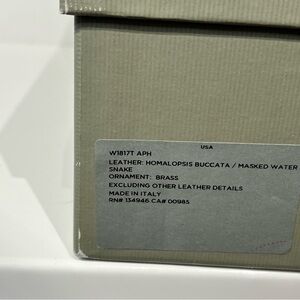 USA
W1817T APH
LEATHER: HOMALOPSIS BUCCATA / MASKED WATER
SNAKE
ORNAMENT: BRASS
EXCLUDING OTHER LEATHER DETAILS
MADE IN ITALY
RN# 134946 CA# 00985